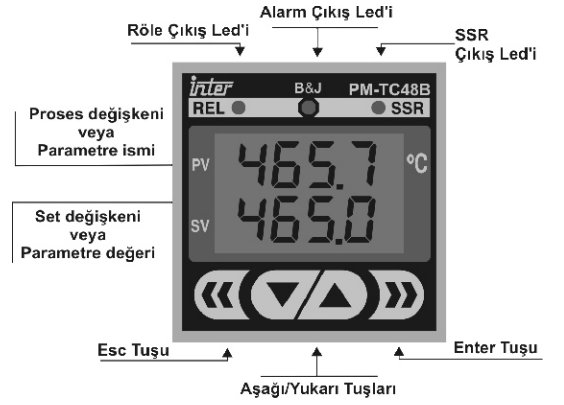 Alarm Çıkış Led'i
Röle Çıkış Led'i
SSR
Çıkış Led'i
inter
B&J
PM-TC48B
REL
SSR
Proses değişkeni
veya
Parametre ismi
PV
465.7
ºC
Set değişkeni
veya
Parametre değeri
SV
465.0
Esc Tuşu
Enter Tuşu
Aşağı/Yukarı Tuşları